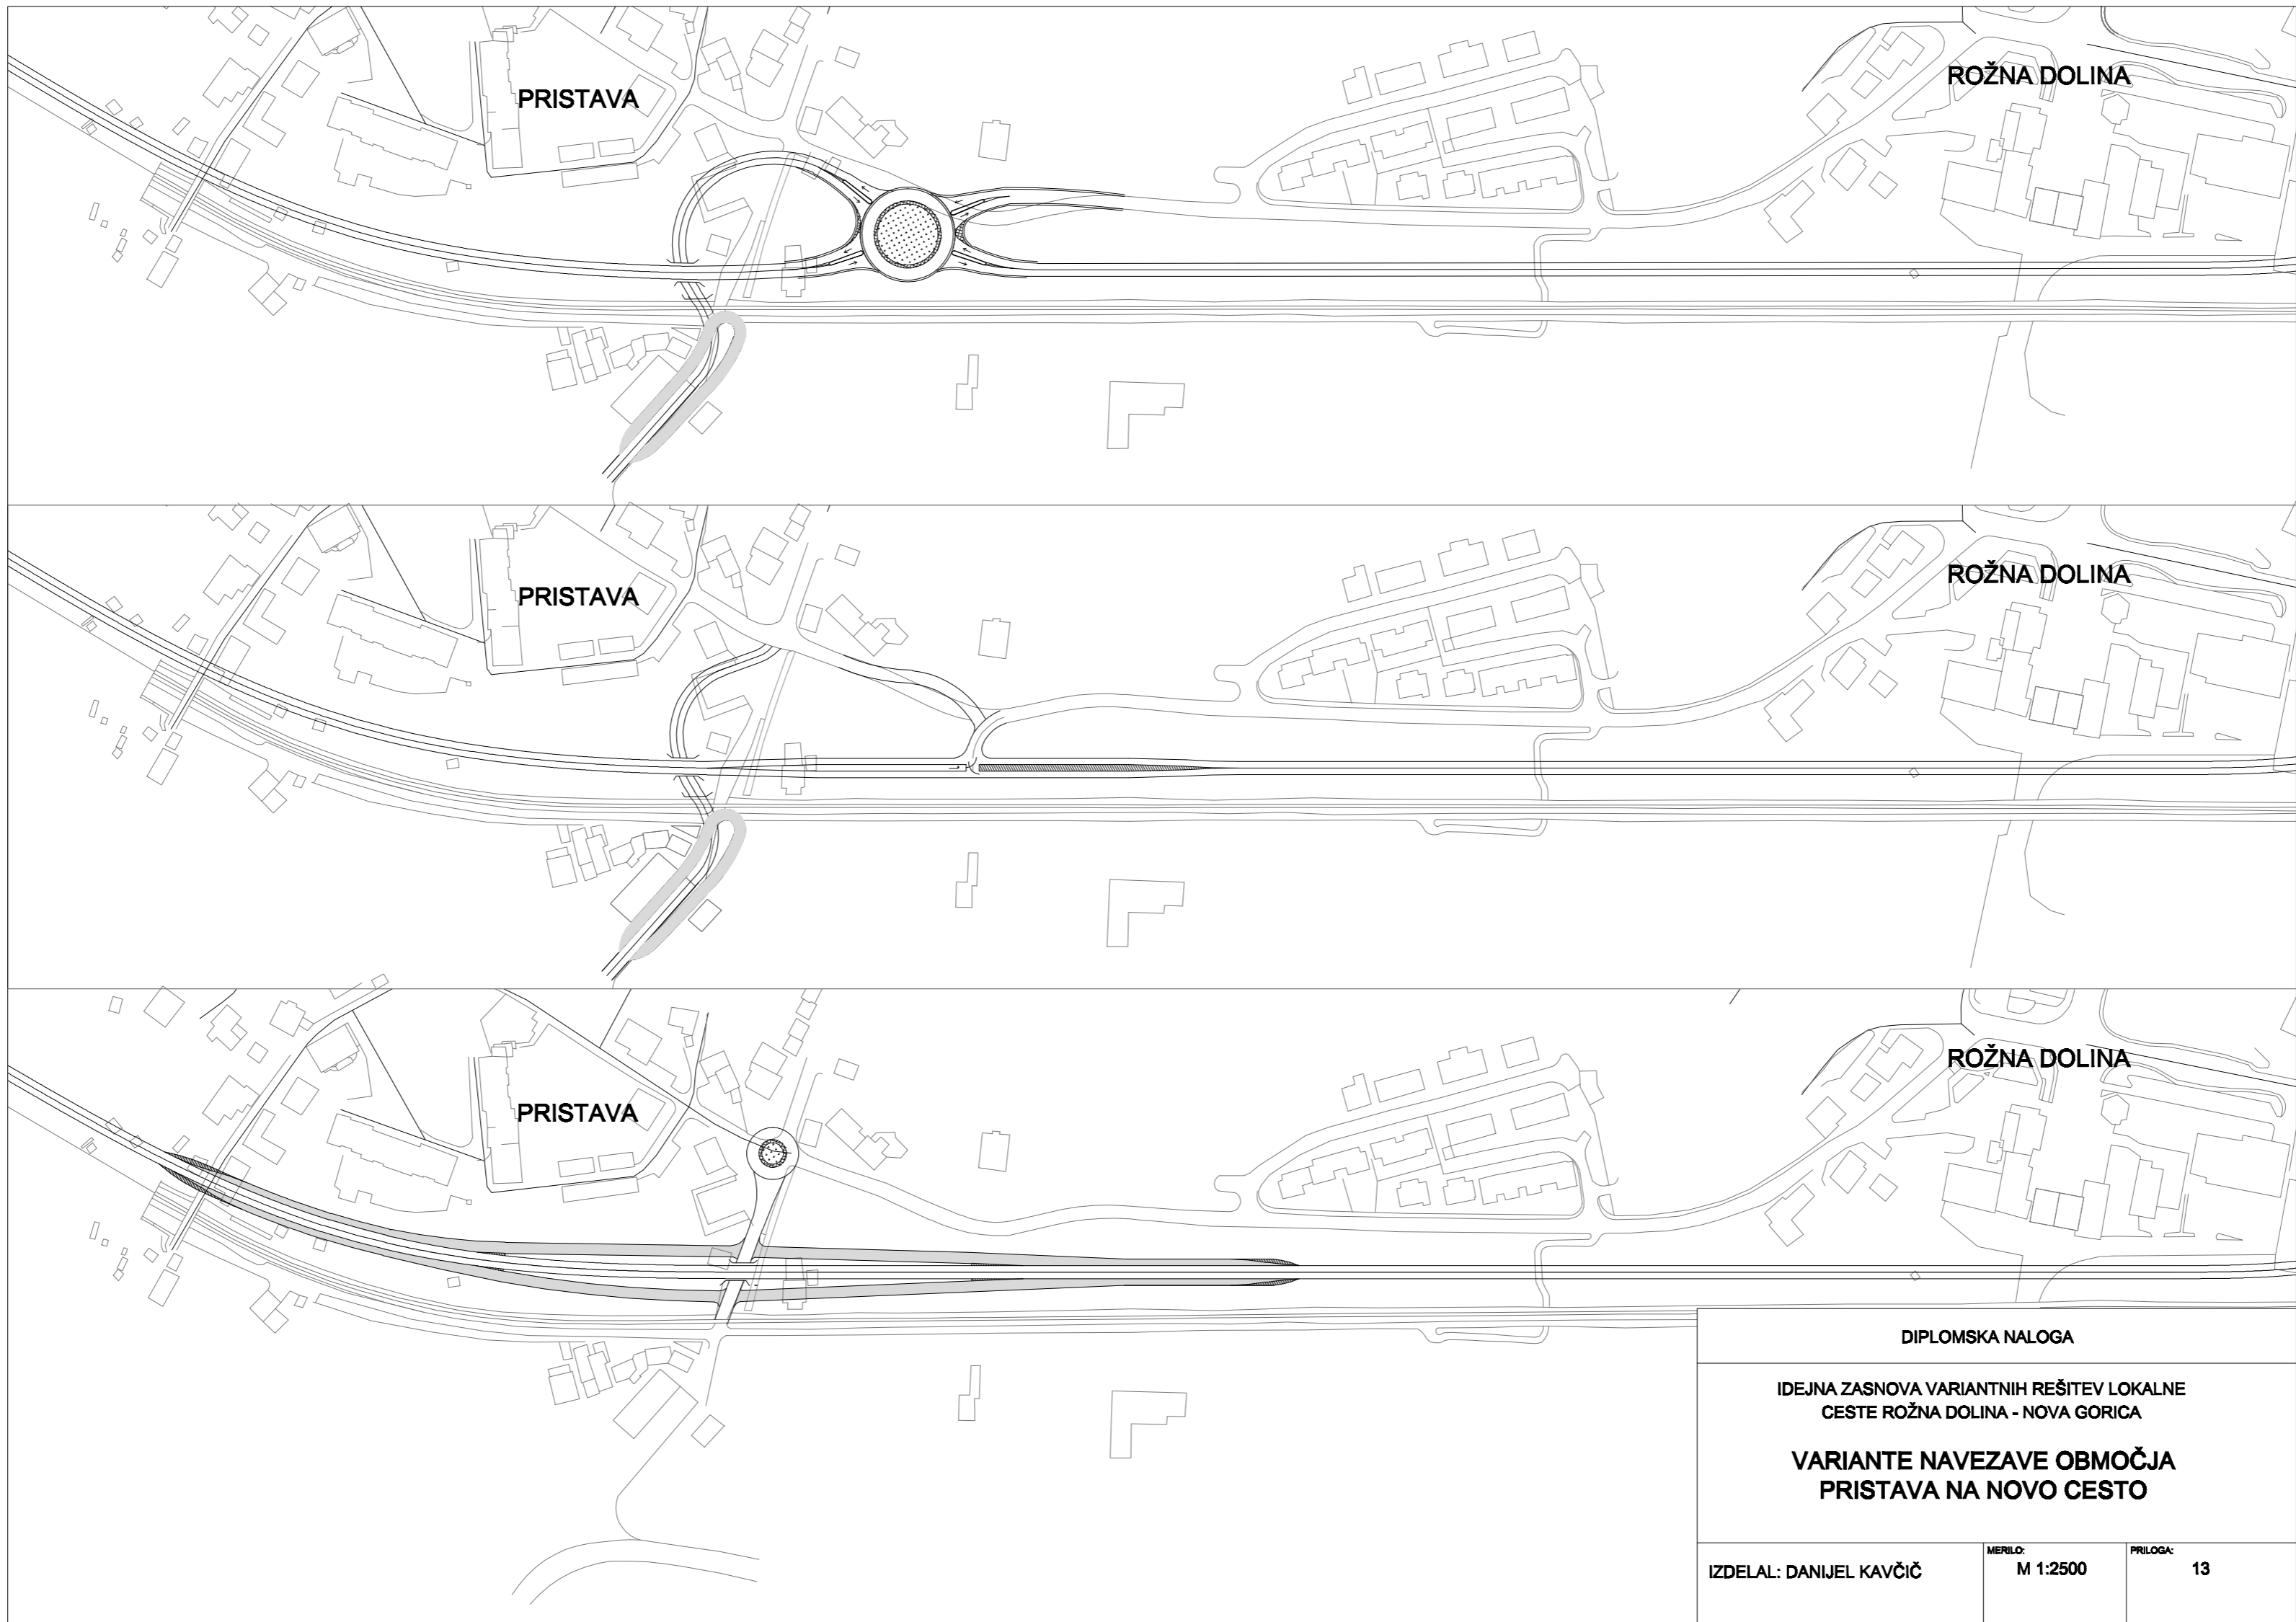 PRISTAVA
ROŽNA DOLINA
PRISTAVA
ROŽNA DOLINA
PRISTAVA
ROŽNA DOLINA
DIPLOMSKA NALOGA
IDEJNA ZASNOVA VARIANTNIH REŠITEV LOKALNE
CESTE ROŽNA DOLINA - NOVA GORICA
VARIANTE NAVEZAVE OBMOČJA
PRISTAVA NA NOVO CESTO
IZDELAL: DANIJEL KAVČIČ
MERILO:
M 1:2500
PRILOGA:
13